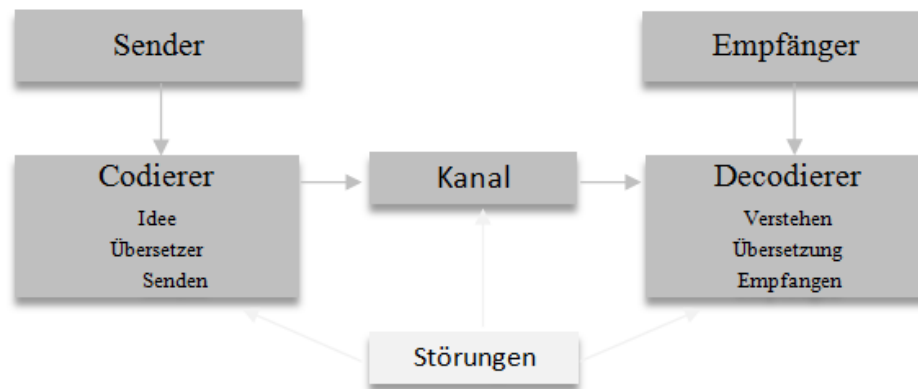 Sender
Empfänger
Codierer
Idee
Übersetzer
Senden
Kanal
Decodierer
Verstehen
Übersetzung
Empfangen
Störungen